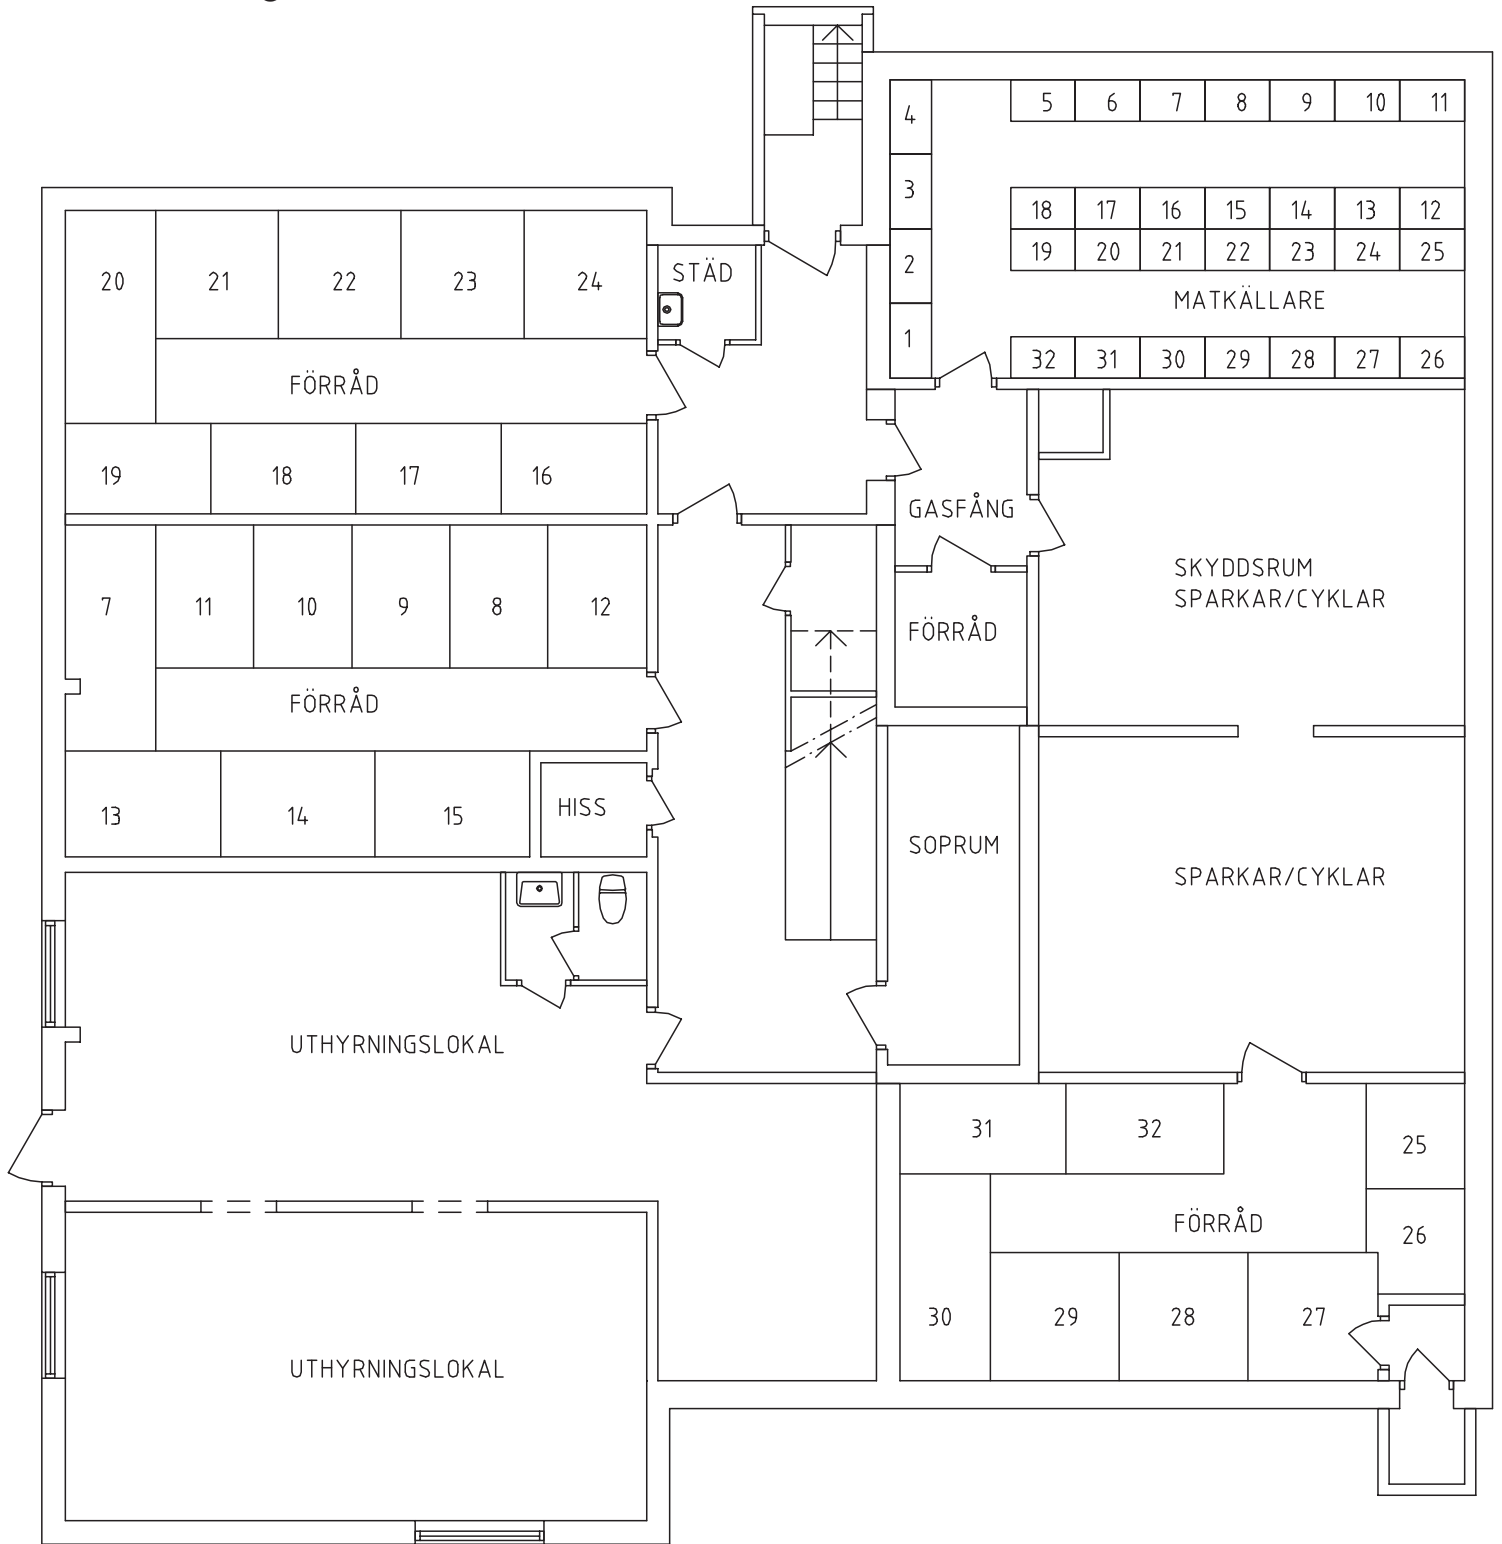 4
5 6 7 8 9 10 11
3
18 17 16 15 14 13 12
2
19 20 21 22 23 24 25
MATKÄLLARE
1
32 31 30 29 28 27 26
STÄD
20 21 22 23 24
FÖRRÅD
19 18 17 16
GASFÅNG
SKYDDSRUM
SPARKAR/CYKLAR
7 11 10 9 8 12
FÖRRÅD
FÖRRÅD
13 14 15
HISS
SOPRUM
SPARKAR/CYKLAR
UTHYRNINGSLOKAL
31 32
25
FÖRRÅD
26
30 29 28 27
UTHYRNINGSLOKAL